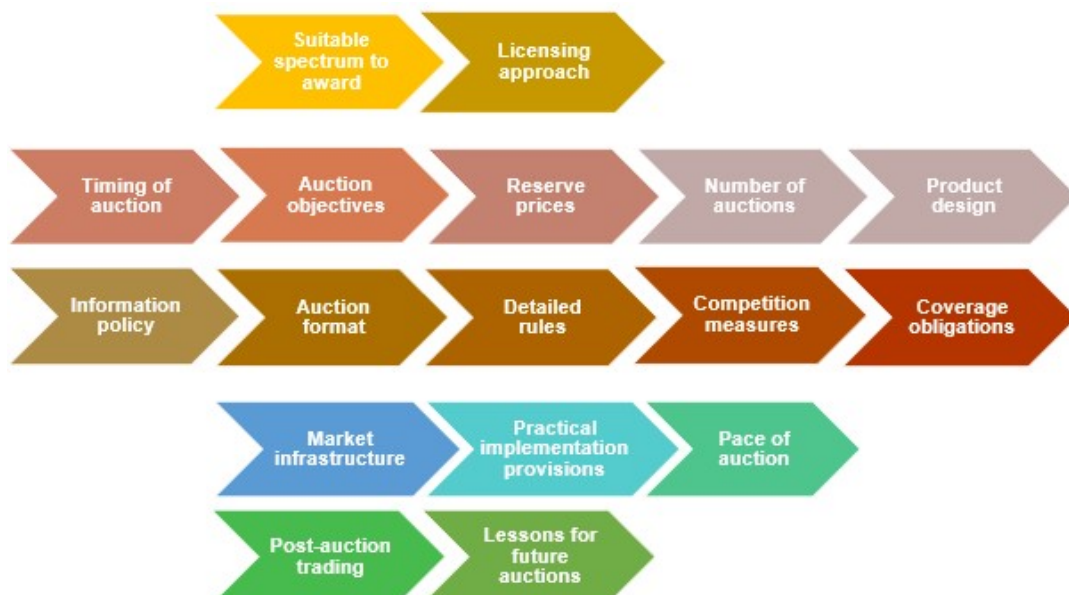 Suitable
spectrum to
award
Licensing
approach
Timing of
auction
Auction
objectives
Reserve
prices
Number of
auctions
Product
design
Information
policy
Auction
format
Detailed
rules
Competition
measures
Coverage
obligations
Market
infrastructure
Practical
implementation
provisions
Pace of
auction
Post-auction
trading
Lessons for
future
auctions